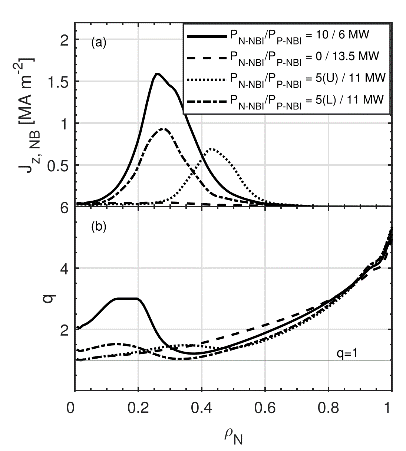 (a)
P_N-NBI/P_P-NBI = 10 / 6 MW
P_N-NBI/P_P-NBI = 0 / 13.5 MW
P_N-NBI/P_P-NBI = 5(U) / 11 MW
P_N-NBI/P_P-NBI = 5(L) / 11 MW
2
1.5
1
0.5
J_z, NB [MA m^-2]
(b)
6
4
2
q
q=1
0 0.2 0.4 0.6 0.8 1
ρ_N